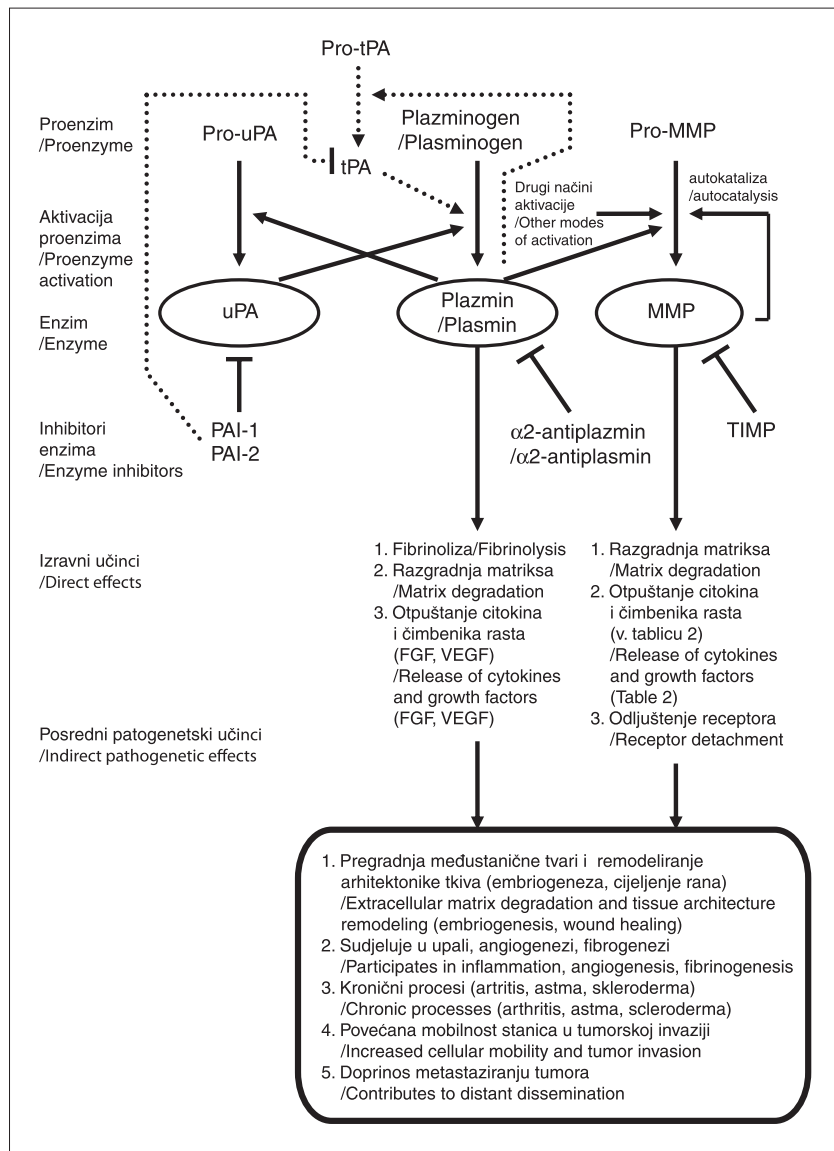 Pro-tPA
Proenzim
/Proenzyme
Pro-uPA
tPA
Plazminogen
/Plasminogen
Pro-MMP
Aktivacija
proenzima
/Proenzyme
activation
Drugi načini
aktivacije
/Other modes
of activation
autokataliza
/autocatalysis
Enzim
/Enzyme
uPA
Plazmin
/Plasmin
MMP
Inhibitori
enzima
/Enzyme inhibitors
PAI-1
PAI-2
α2-antiplazmin
/α2-antiplasmin
TIMP
Izravni učinci
/Direct effects
1. Fibrinoliza/Fibrinolysis
2. Razgradnja matriksa
/Matrix degradation
3. Otpuštanje citokina
i čimbenika rasta
(FGF, VEGF)
/Release of cytokines
and growth factors
(FGF, VEGF)
1. Razgradnja matriksa
/Matrix degradation
2. Otpuštanje citokina
i čimbenika rasta
(v. tablicu 2)
/Release of cytokines
and growth factors
(Table 2)
3. Odljuštenje receptora
/Receptor detachment
Posredni patogenetski učinci
/Indirect pathogenetic effects
1. Pregradnja međustanične tvari i remodeliranje
arhitektonike tkiva (embriogeneza, cijeljenje rana)
/Extracellular matrix degradation and tissue architecture
remodeling (embriogenesis, wound healing)
2. Sudjeluje u upali, angiogenezi, fibrogenezi
/Participates in inflammation, angiogenesis, fibrinogenesis
3. Kronični procesi (artritis, astma, skleroderma)
/Chronic processes (arthritis, astma, scleroderma)
4. Povećana mobilnost stanica u tumorskoj invaziji
/Increased cellular mobility and tumor invasion
5. Doprinos metastaziranju tumora
/Contributes to distant dissemination